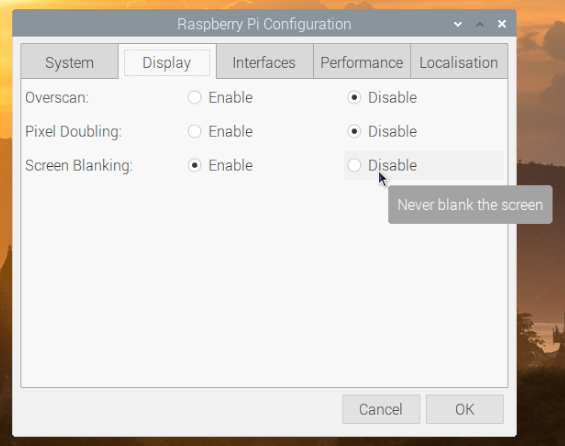 Raspberry Pi Configuration
System Display Interfaces Performance Localisation
Overscan: Enable Disable
Pixel Doubling: Enable Disable
Screen Blanking: Enable Disable
Never blank the screen
Cancel OK